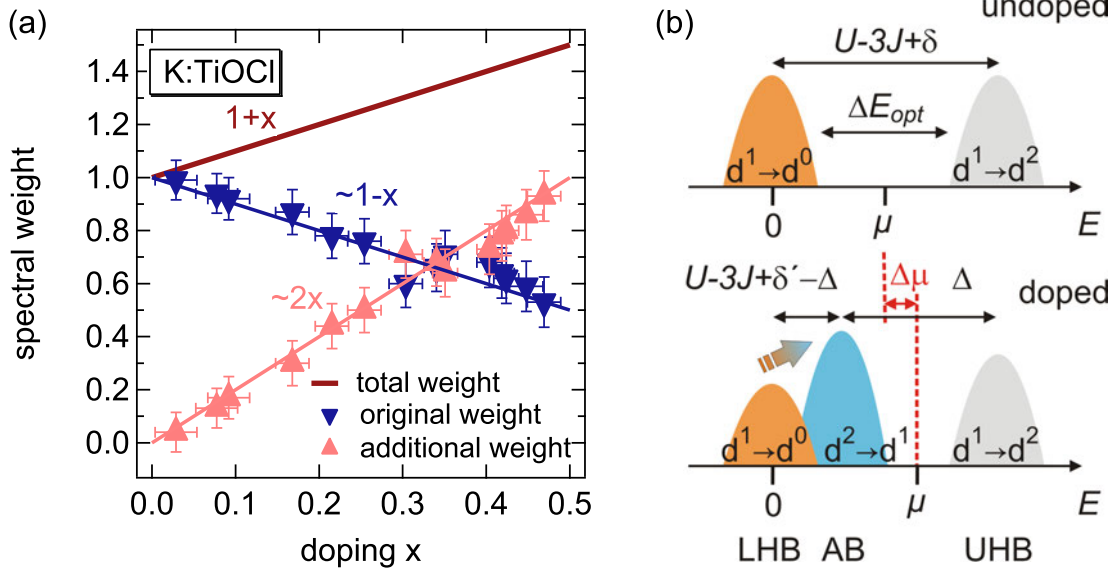 (a)
K:TiOCl
1+x
~1-x
~2x
total weight
original weight
additional weight
spectral weight
1.4
1.2
1.0
0.8
0.6
0.4
0.2
0.0
0.0 0.1 0.2 0.3 0.4 0.5
doping x
(b)
undoped
U-3J+δ
ΔE_opt
d¹→d⁰ d¹→d²
0 μ E
U-3J+δ´-Δ Δμ Δ
doped
d¹→d⁰ d²→d¹ d¹→d²
0 μ E
LHB AB UHB